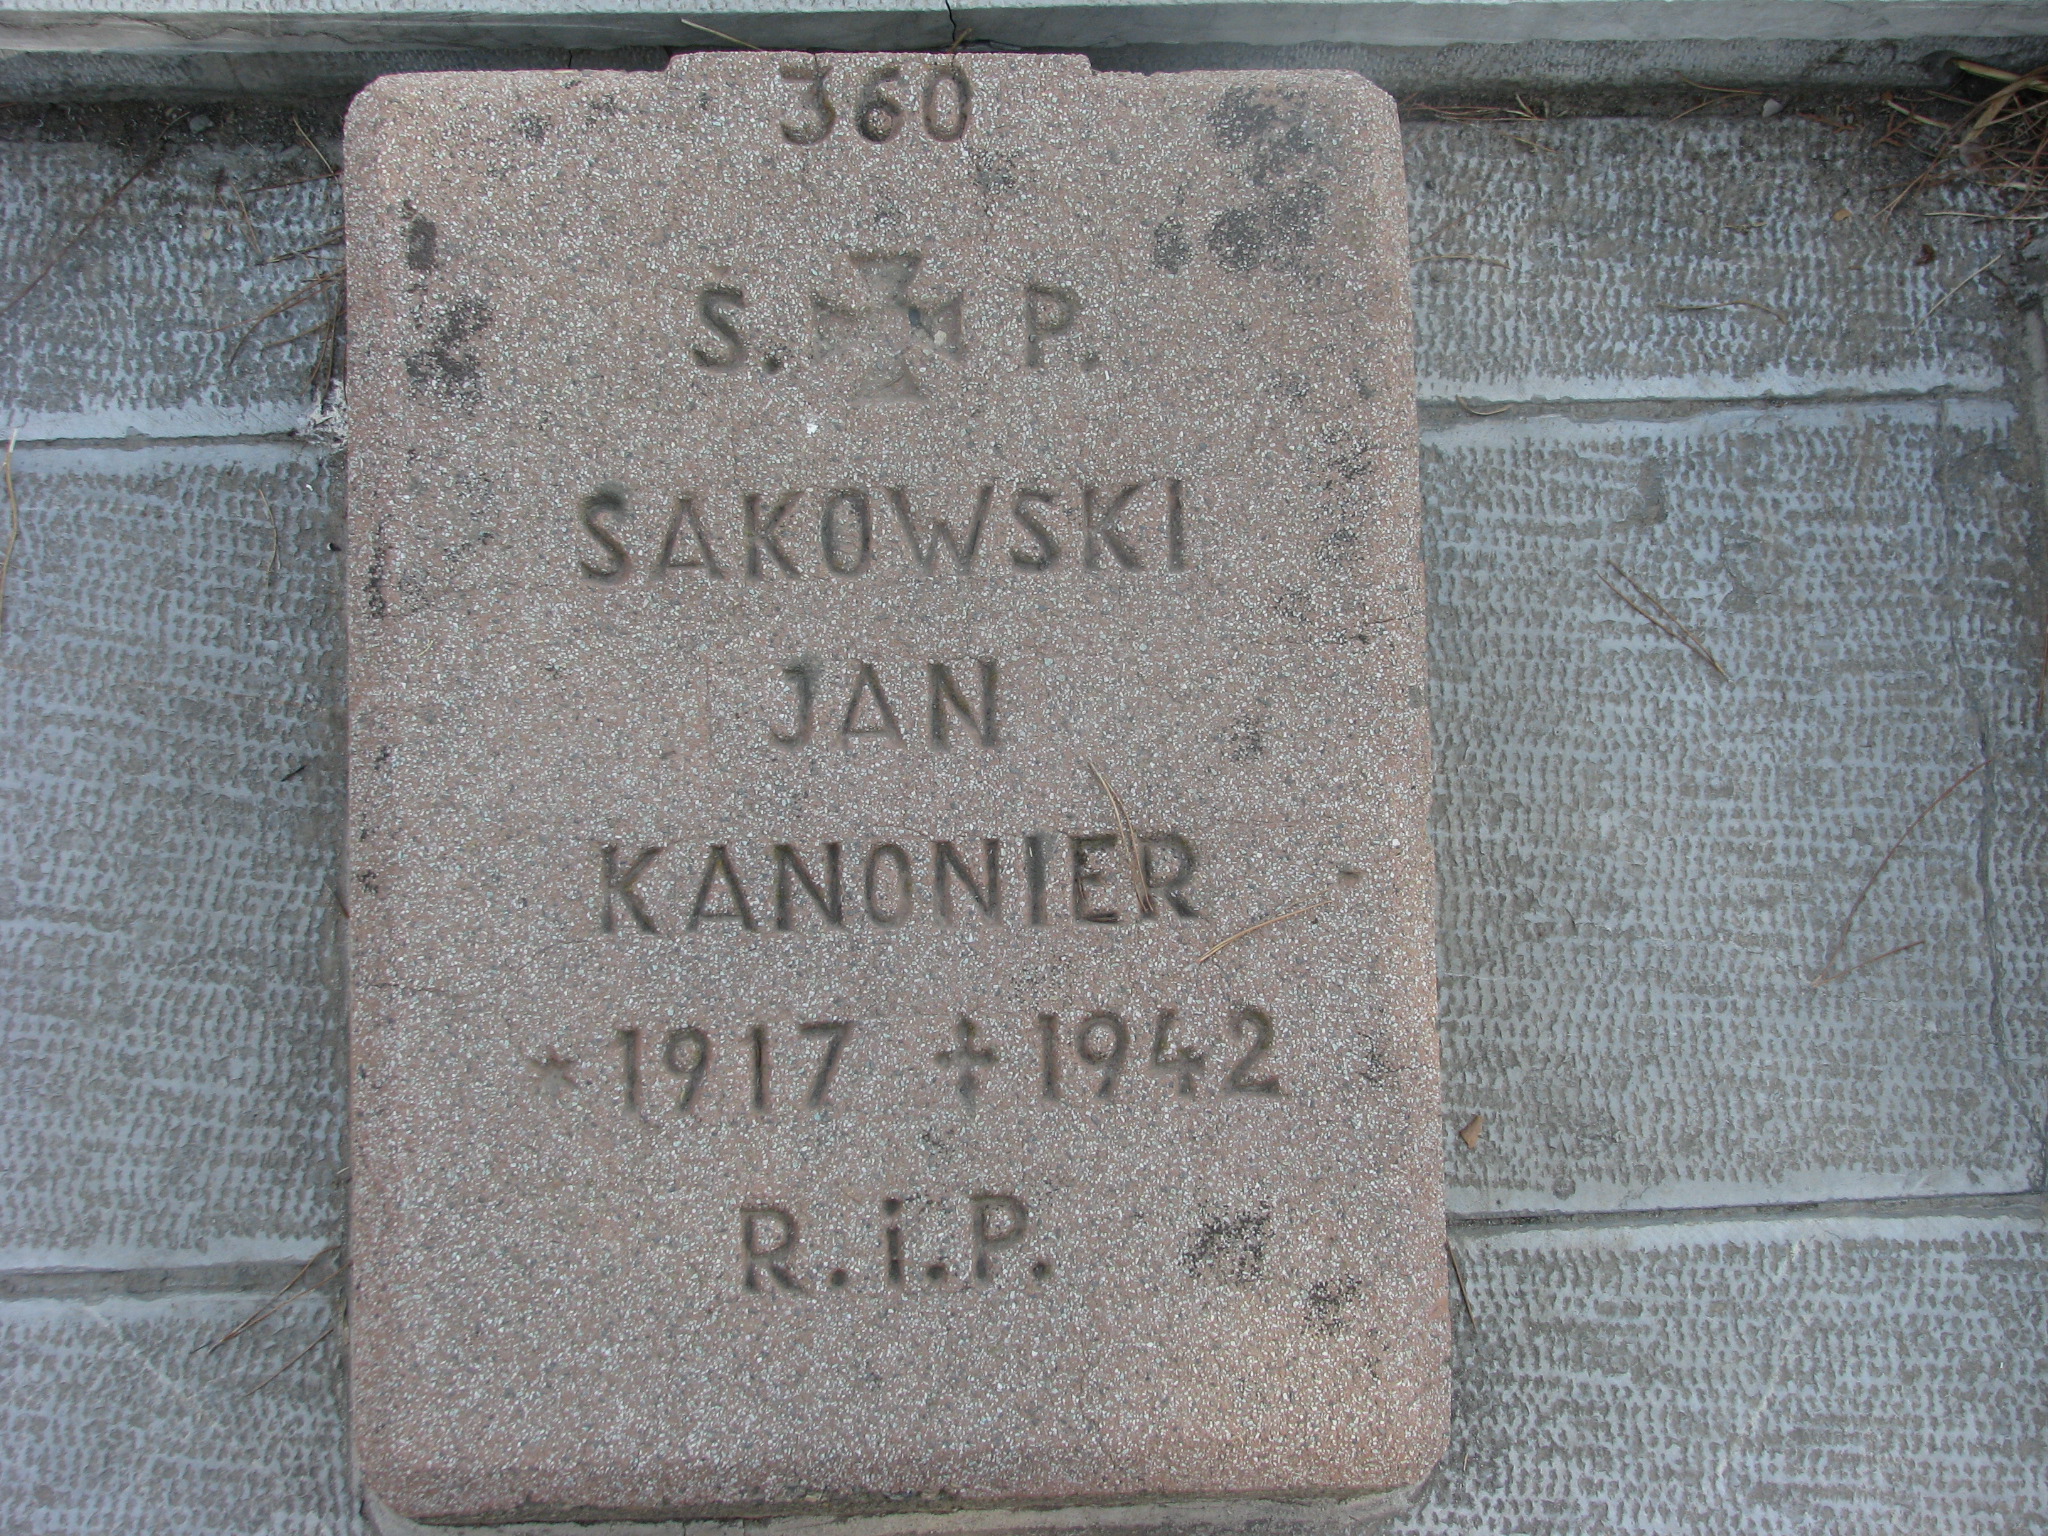 360
S. P.
SAKOWSKI
JAN
KANONIER
* 1917 + 1942
R.i.P.